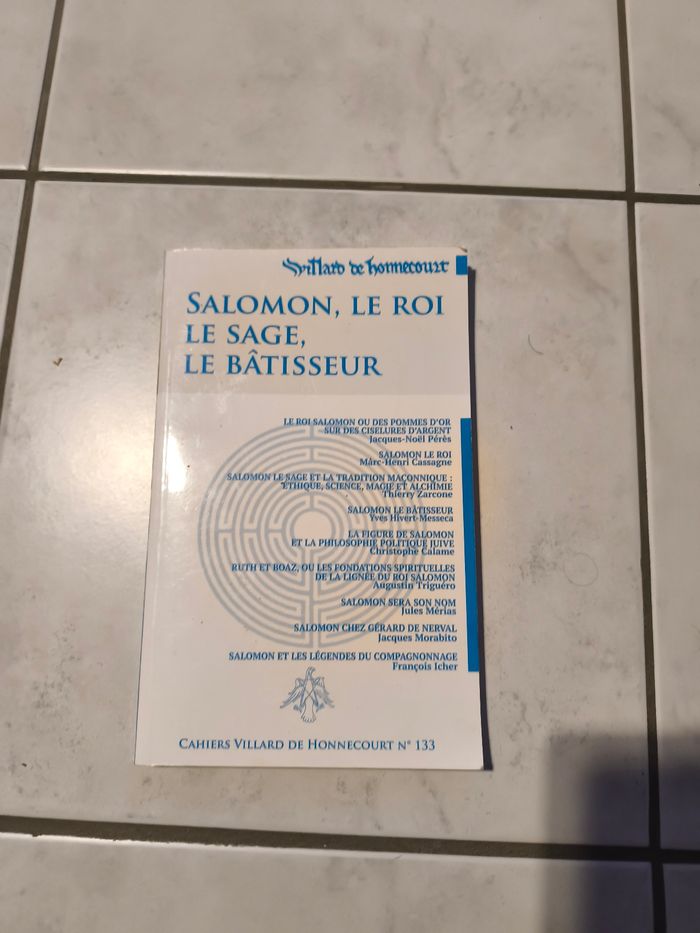 Villard de Honnecourt
SALOMON, LE ROI
LE SAGE,
LE BÂTISSEUR
LE ROI SALOMON OU DES POMMES D'OR
SUR DES CISELURES D'ARGENT
Jacques-Noël Pérès
SALOMON LE ROI
Marc-Henri Cassagne
SALOMON LE SAGE ET LA TRADITION MAÇONNIQUE :
ÉTHIQUE, SCIENCE, MAGIE ET ALCHIMIE
Thierry Zarcone
SALOMON LE BÂTISSEUR
Yves Hivert-Messeca
LA FIGURE DE SALOMON
ET LA PHILOSOPHIE POLITIQUE JUIVE
Christophe Calame
RUTH ET BOAZ, OU LES FONDATIONS SPIRITUELLES
DE LA LIGNÉE DU ROI SALOMON
Augustin Triguéro
SALOMON SERA SON NOM
Jules Mérias
SALOMON CHEZ GÉRARD DE NERVAL
Jacques Morabito
SALOMON ET LES LÉGENDES DU COMPAGNONNAGE
François Icher
CAHIERS VILLARD DE HONNECOURT N° 133